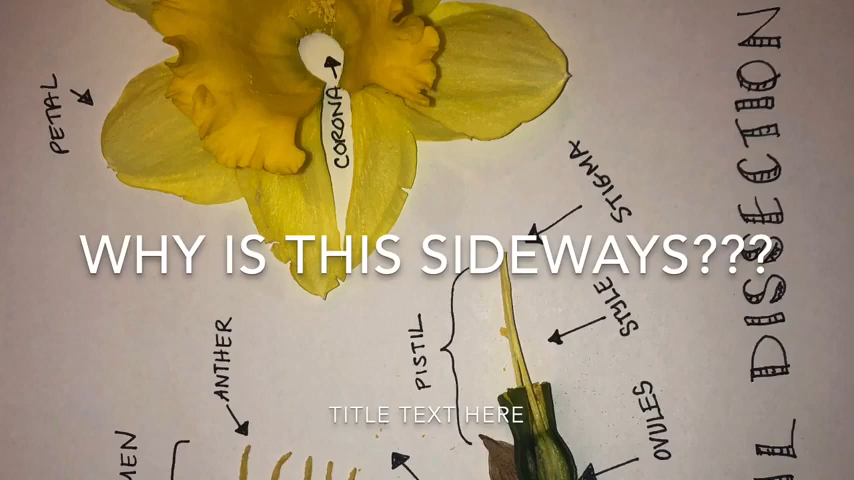 PETAL
CORONA
STIGMA
WHY IS THIS SIDEWAYS???
STYLE
PISTIL
ANTHER
TITLE TEXT HERE
OVULES
DISSECTION